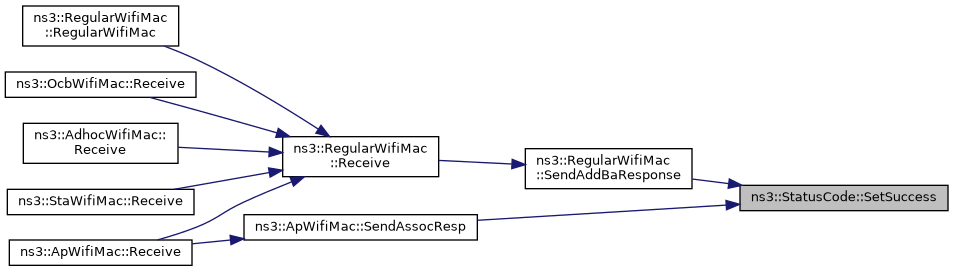 ns3::RegularWifiMac
::RegularWifiMac
ns3::OcbWifiMac::Receive
ns3::AdhocWifiMac::
Receive
ns3::StaWifiMac::Receive
ns3::ApWifiMac::Receive
ns3::RegularWifiMac
::Receive
ns3::ApWifiMac::SendAssocResp
ns3::RegularWifiMac
::SendAddBaResponse
ns3::StatusCode::SetSuccess